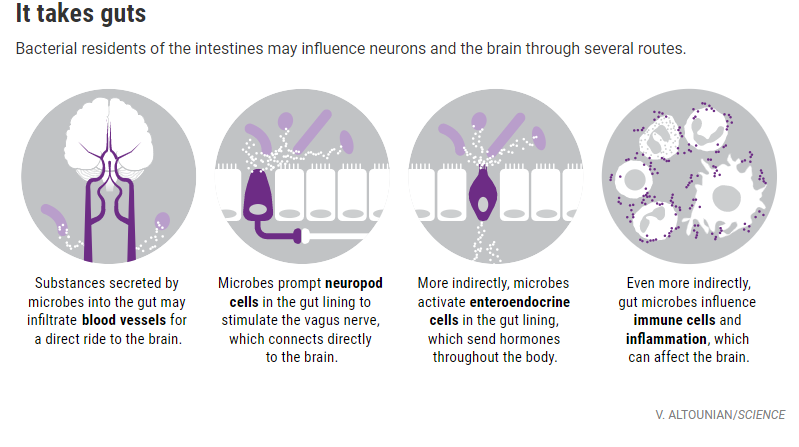 It takes guts
Bacterial residents of the intestines may influence neurons and the brain through several routes.
Substances secreted by
microbes into the gut may
infiltrate blood vessels for
a direct ride to the brain.
Microbes prompt neuropod
cells in the gut lining to
stimulate the vagus nerve,
which connects directly
to the brain.
More indirectly, microbes
activate enteroendocrine
cells in the gut lining,
which send hormones
throughout the body.
Even more indirectly,
gut microbes influence
immune cells and
inflammation, which
can affect the brain.
V. ALTOUNIAN/SCIENCE